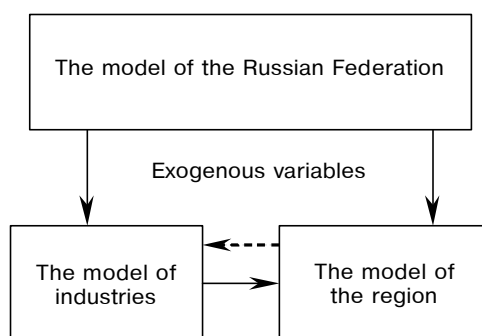 The model of the Russian Federation
Exogenous variables
The model of
industries
The model of
the region